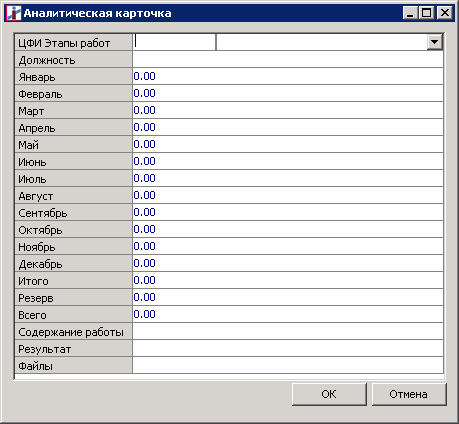 Аналитическая карточка
ЦФИ Этапы работ
Должность
Январь 0.00
Февраль 0.00
Март 0.00
Апрель 0.00
Май 0.00
Июнь 0.00
Июль 0.00
Август 0.00
Сентябрь 0.00
Октябрь 0.00
Ноябрь 0.00
Декабрь 0.00
Итого 0.00
Резерв 0.00
Всего 0.00
Содержание работы
Результат
Файлы
OK Отмена